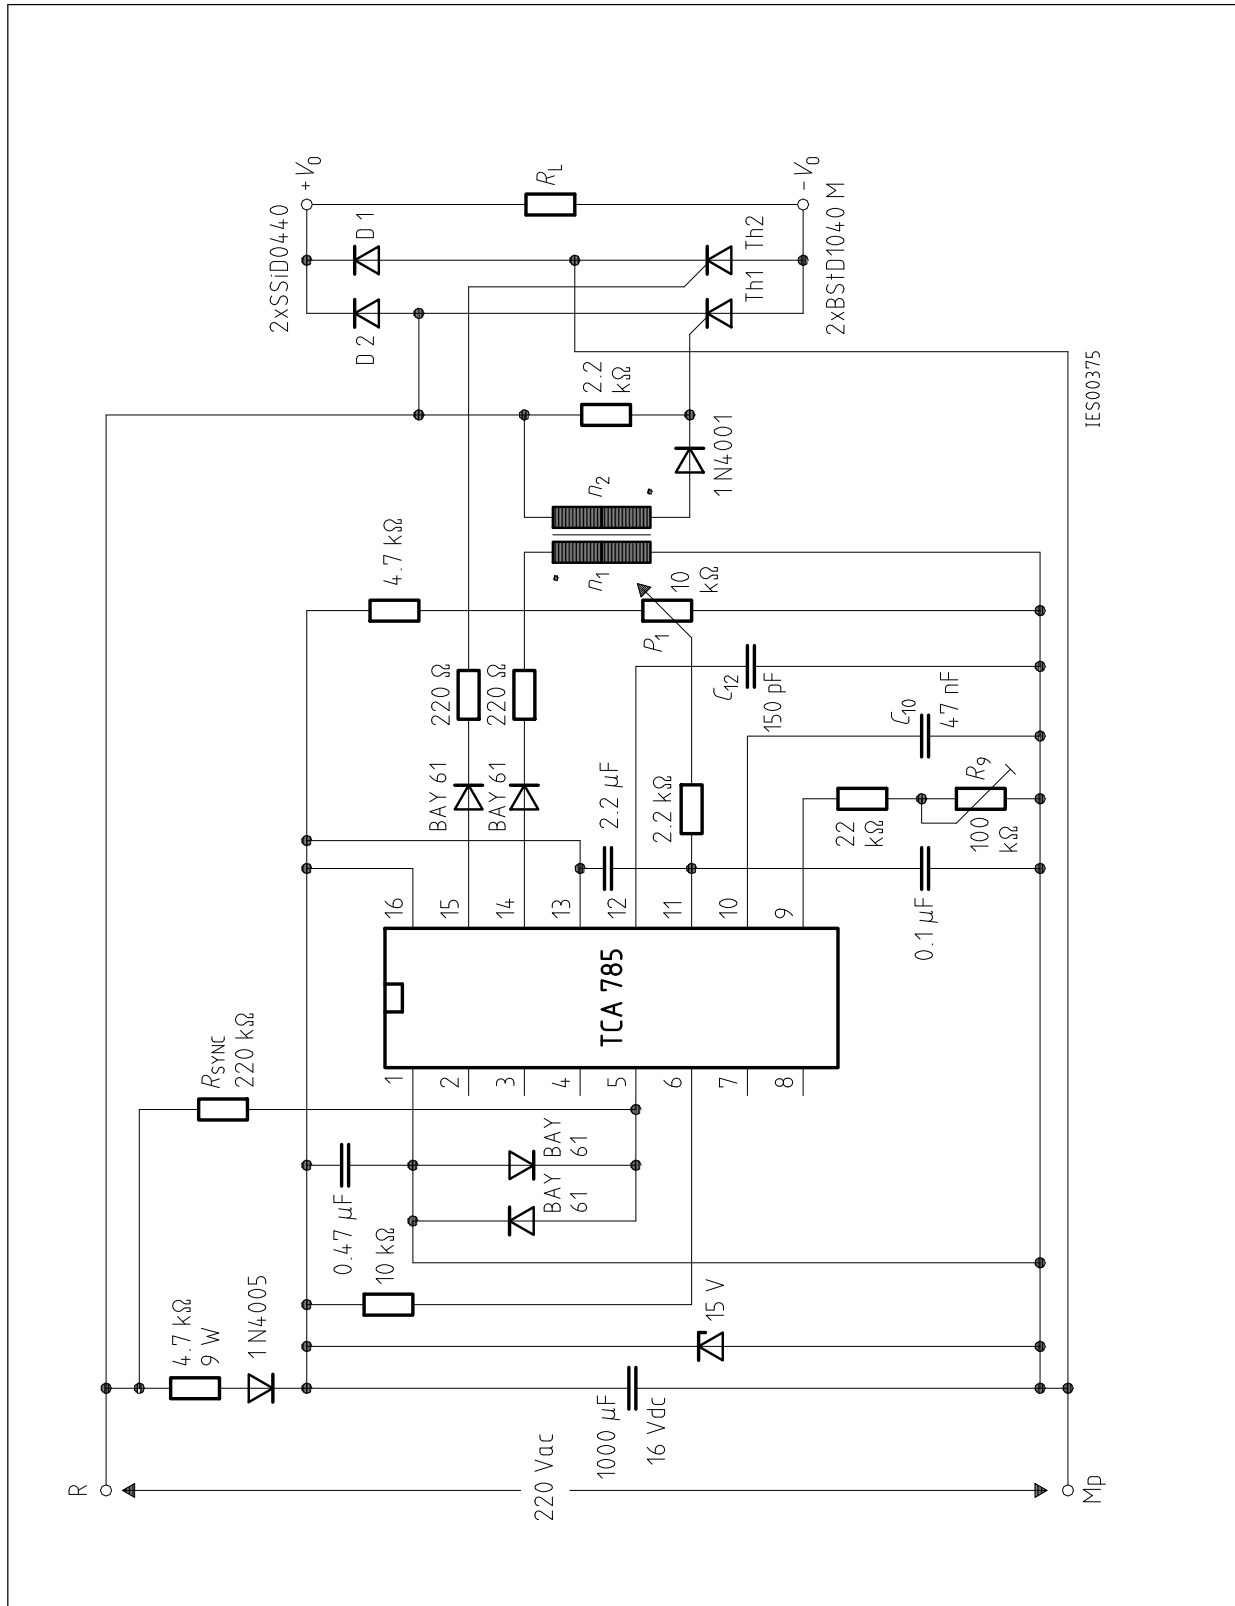 R
220 Vac
Mp
4.7 kΩ
9 W
1N4005
1000 µF
16 Vdc
15 V
10 kΩ
0.47 µF
BAY
61
BAY
61
RSYNC
220 kΩ
TCA 785
1
2
3
4
5
6
7
8
16
15
14
13
12
11
10
9
BAY 61
BAY 61
220 Ω
220 Ω
2.2 µF
2.2 kΩ
0.1 µF
22
kΩ
100
kΩ
R9
C10
47 nF
C12
150 pF
P1
10
kΩ
4.7 kΩ
n1
n2
1N4001
2.2
kΩ
D 2
D 1
2xSSiD0440
Th1
Th2
2xBStD1040 M
+V0
RL
-V0
IES00375